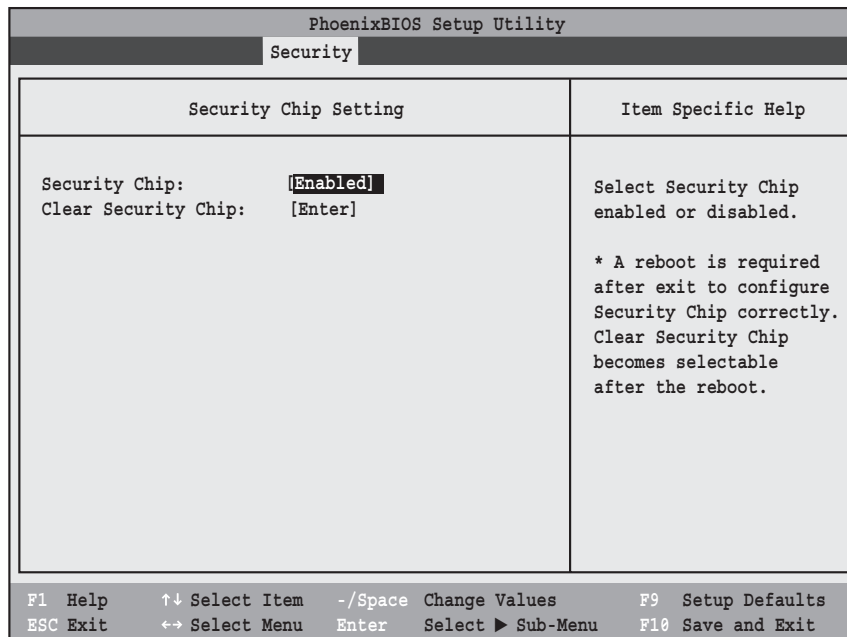 PhoenixBIOS Setup Utility
Security
Security Chip Setting
Item Specific Help
Security Chip: [Enabled]
Clear Security Chip: [Enter]
Select Security Chip
enabled or disabled.
* A reboot is required
after exit to configure
Security Chip correctly.
Clear Security Chip
becomes selectable
after the reboot.
F1 Help ↑↓ Select Item -/Space Change Values F9 Setup Defaults
ESC Exit ←→ Select Menu Enter Select ▶ Sub-Menu F10 Save and Exit